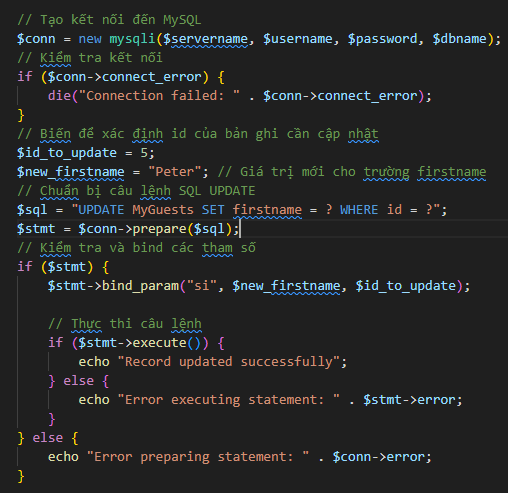 // Tạo kết nối đến MySQL
$conn = new mysqli($servername, $username, $password, $dbname);
// Kiểm tra kết nối
if ($conn->connect_error) {
    die("Connection failed: " . $conn->connect_error);
}
// Biến để xác định id của bản ghi cần cập nhật
$id_to_update = 5;
$new_firstname = "Peter"; // Giá trị mới cho trường firstname
// Chuẩn bị câu lệnh SQL UPDATE
$sql = "UPDATE MyGuests SET firstname = ? WHERE id = ?";
$stmt = $conn->prepare($sql);
// Kiểm tra và bind các tham số
if ($stmt) {
    $stmt->bind_param("si", $new_firstname, $id_to_update);

    // Thực thi câu lệnh
    if ($stmt->execute()) {
        echo "Record updated successfully";
    } else {
        echo "Error executing statement: " . $stmt->error;
    }
} else {
    echo "Error preparing statement: " . $conn->error;
}